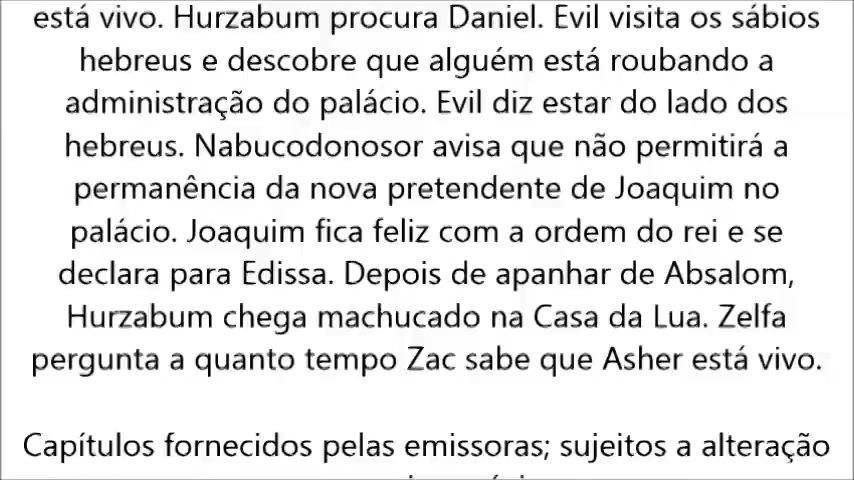 está vivo. Hurzabum procura Daniel. Evil visita os sábios
hebreus e descobre que alguém está roubando a
administração do palácio. Evil diz estar do lado dos
hebreus. Nabucodonosor avisa que não permitirá a
permanência da nova pretendente de Joaquim no
palácio. Joaquim fica feliz com a ordem do rei e se
declara para Edissa. Depois de apanhar de Absalom,
Hurzabum chega machucado na Casa da Lua. Zelfa
pergunta a quanto tempo Zac sabe que Asher está vivo.
Capítulos fornecidos pelas emissoras; sujeitos a alteração